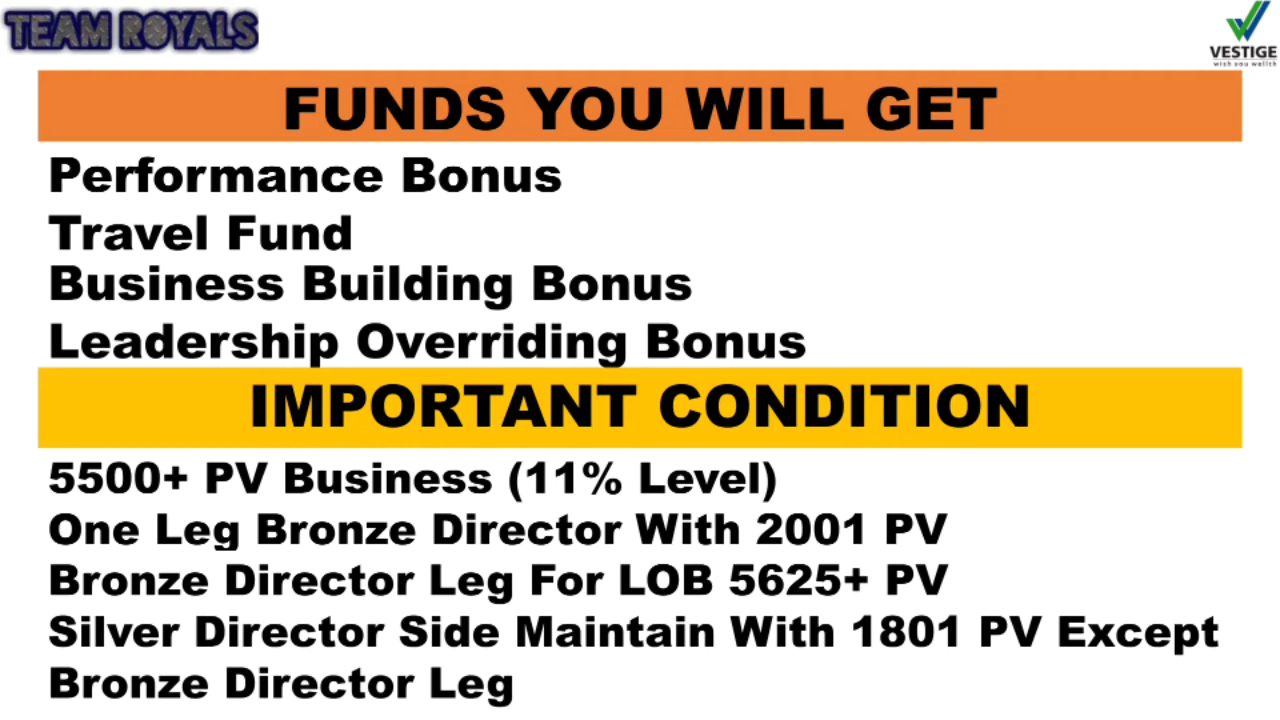 TEAM ROYALS
VESTIGE
wish you wellth
FUNDS YOU WILL GET
Performance Bonus
Travel Fund
Business Building Bonus
Leadership Overriding Bonus
IMPORTANT CONDITION
5500+ PV Business (11% Level)
One Leg Bronze Director With 2001 PV
Bronze Director Leg For LOB 5625+ PV
Silver Director Side Maintain With 1801 PV Except
Bronze Director Leg